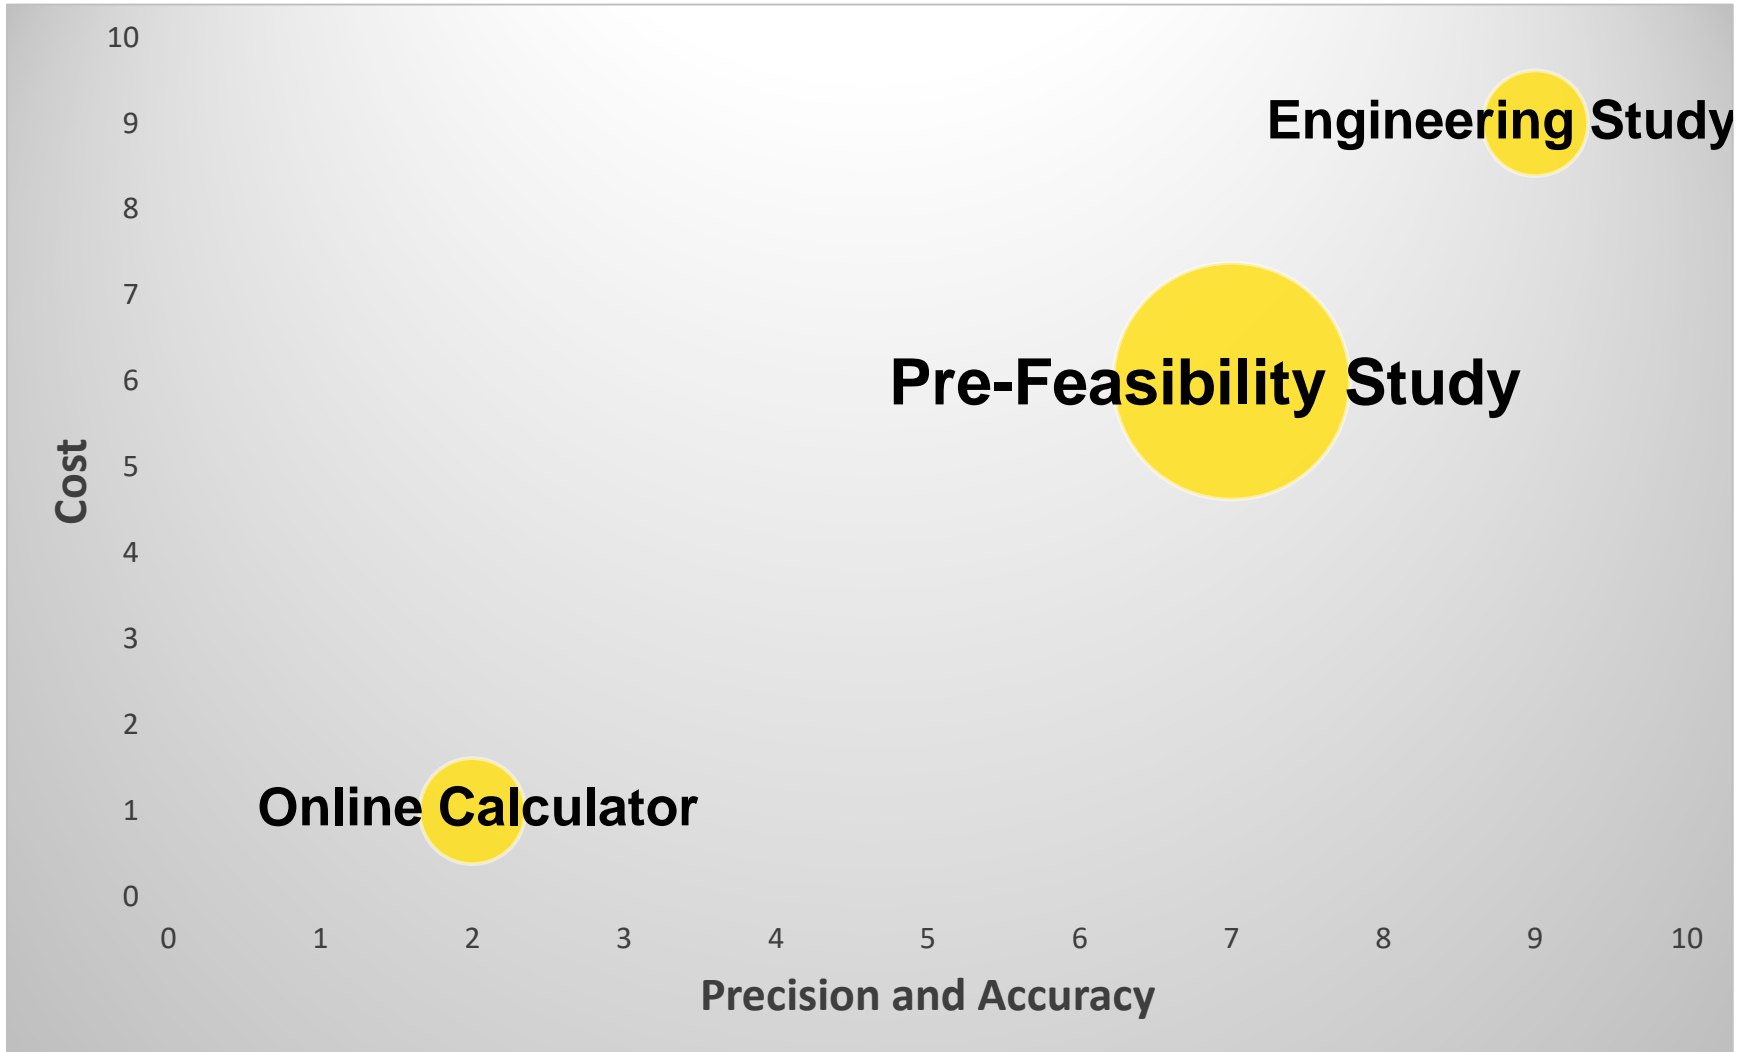 10
9
8
7
6
5
4
3
2
1
0
Cost
Engineering Study
Pre-Feasibility Study
Online Calculator
0 1 2 3 4 5 6 7 8 9 10
Precision and Accuracy